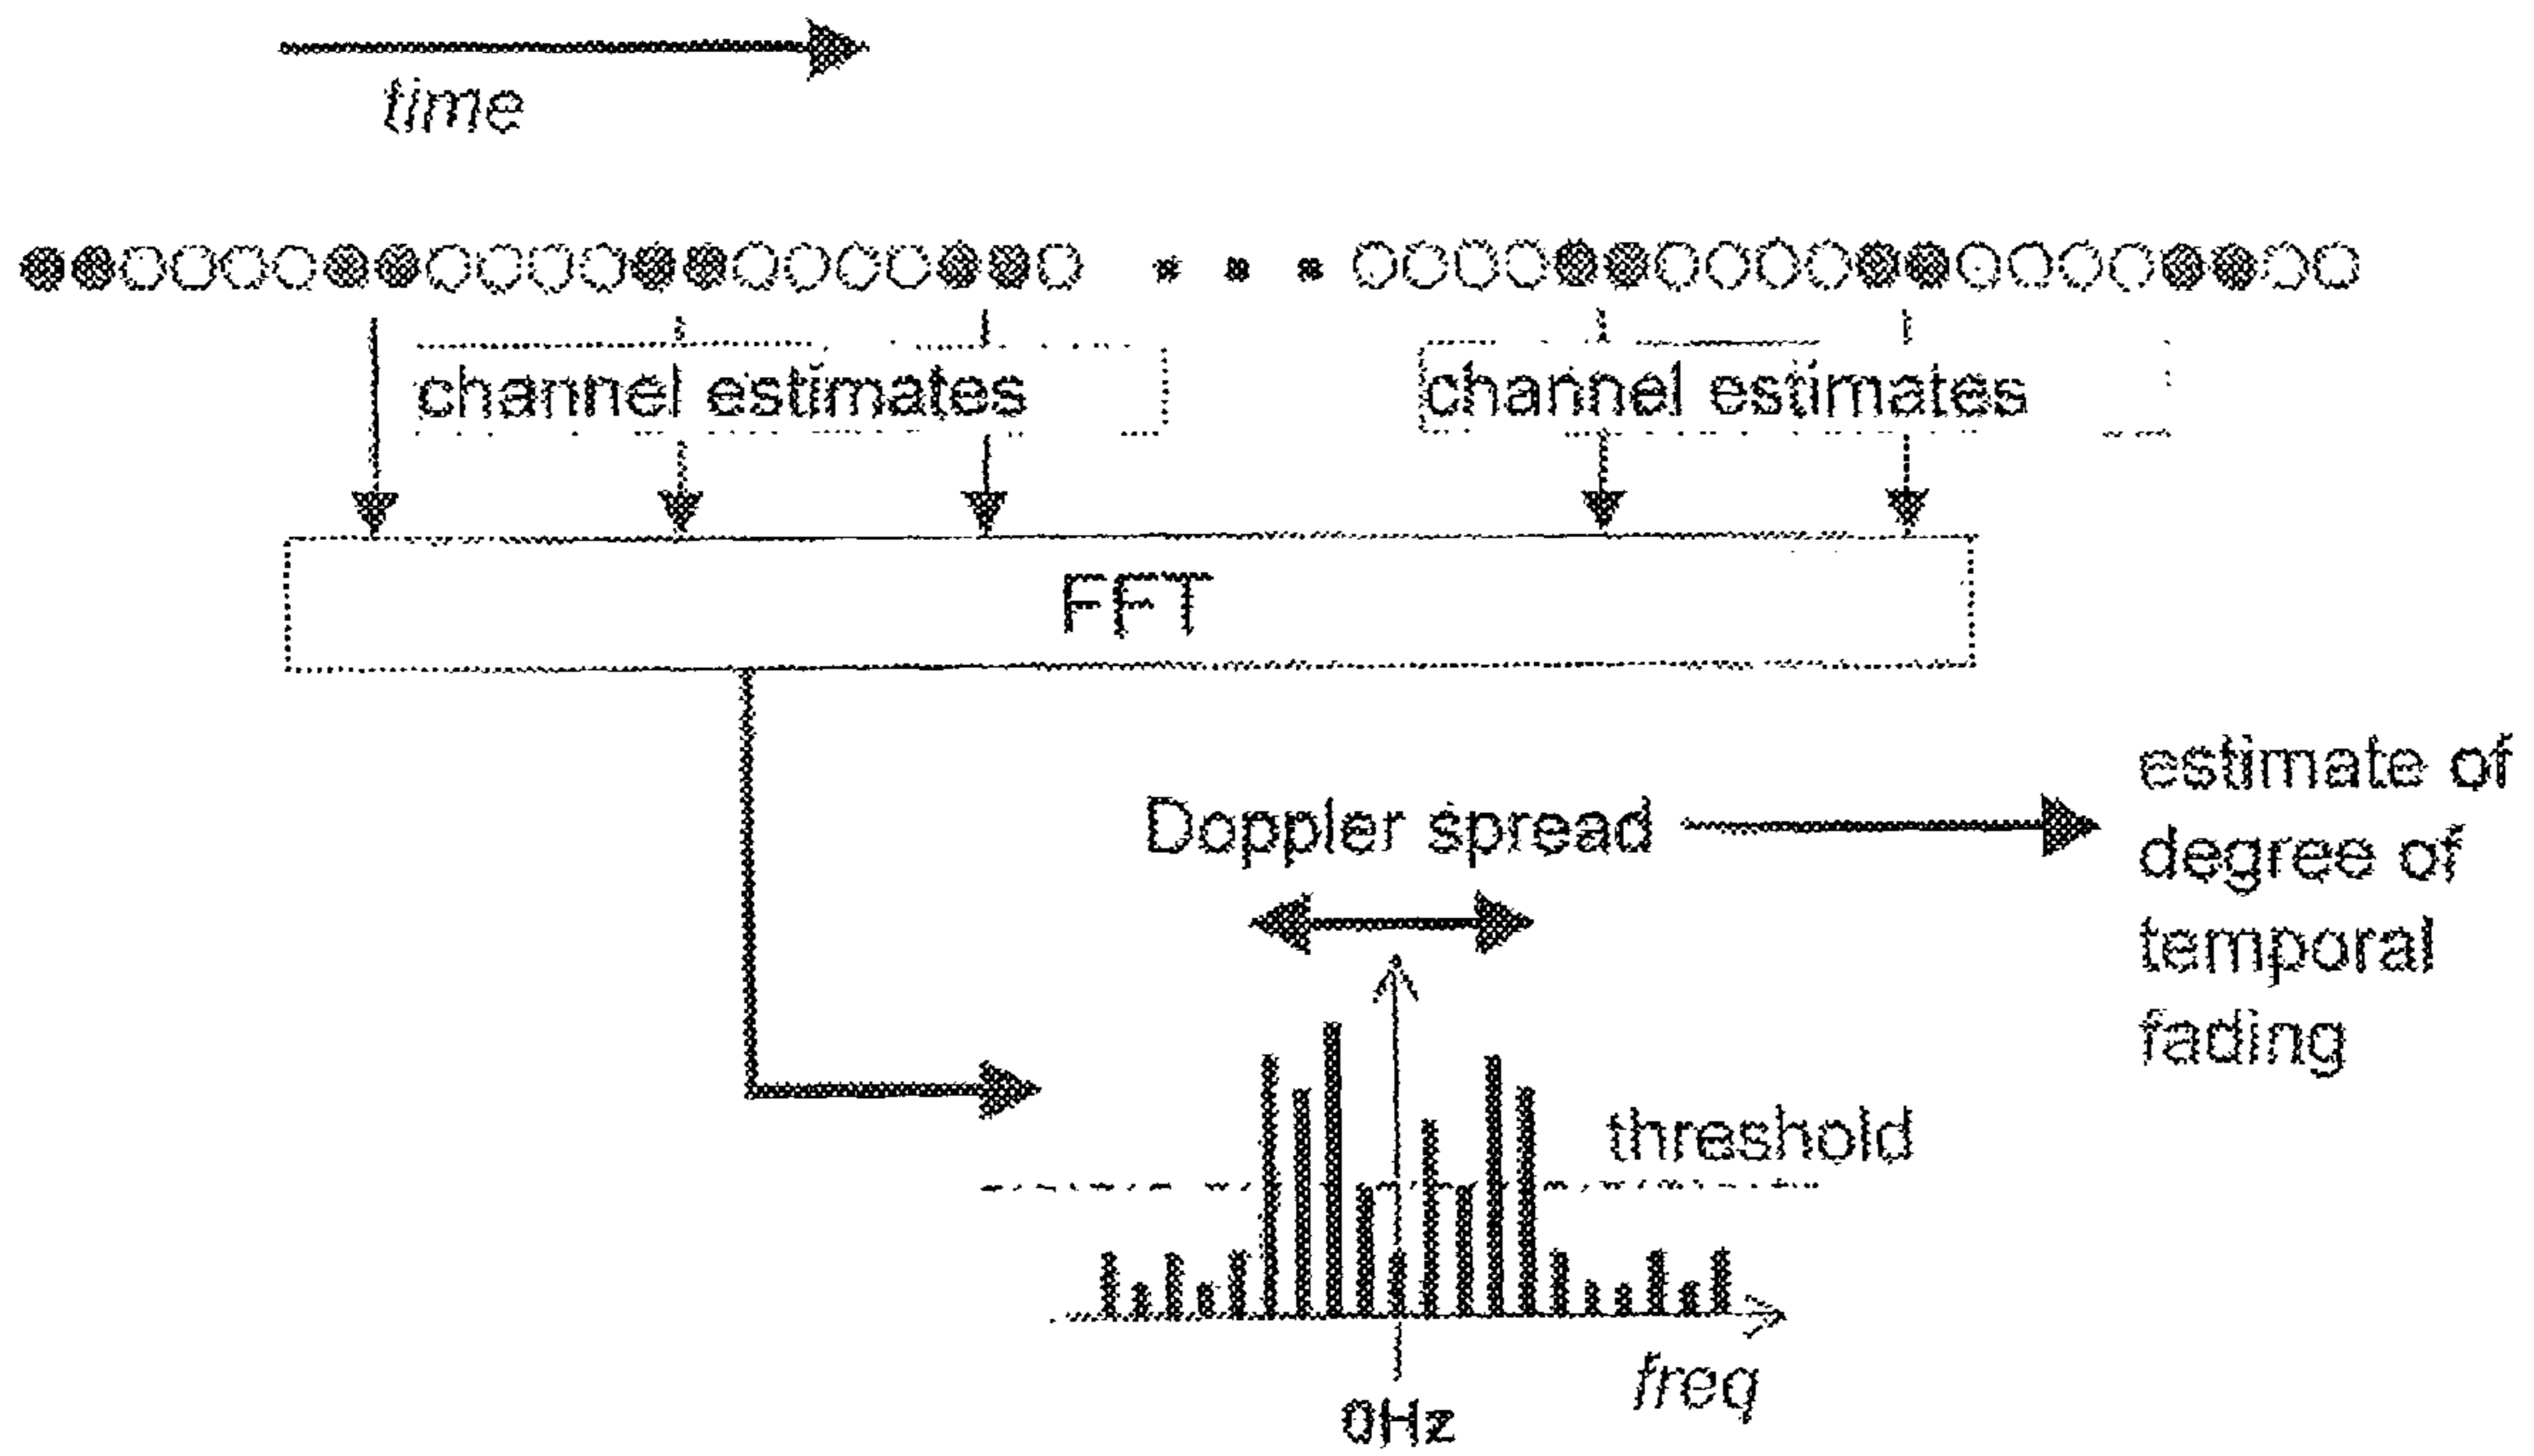 time
channel estimates
channel estimates
FFT
Doppler spread
estimate of
degree of
temporal
fading
threshold
freq
0Hz